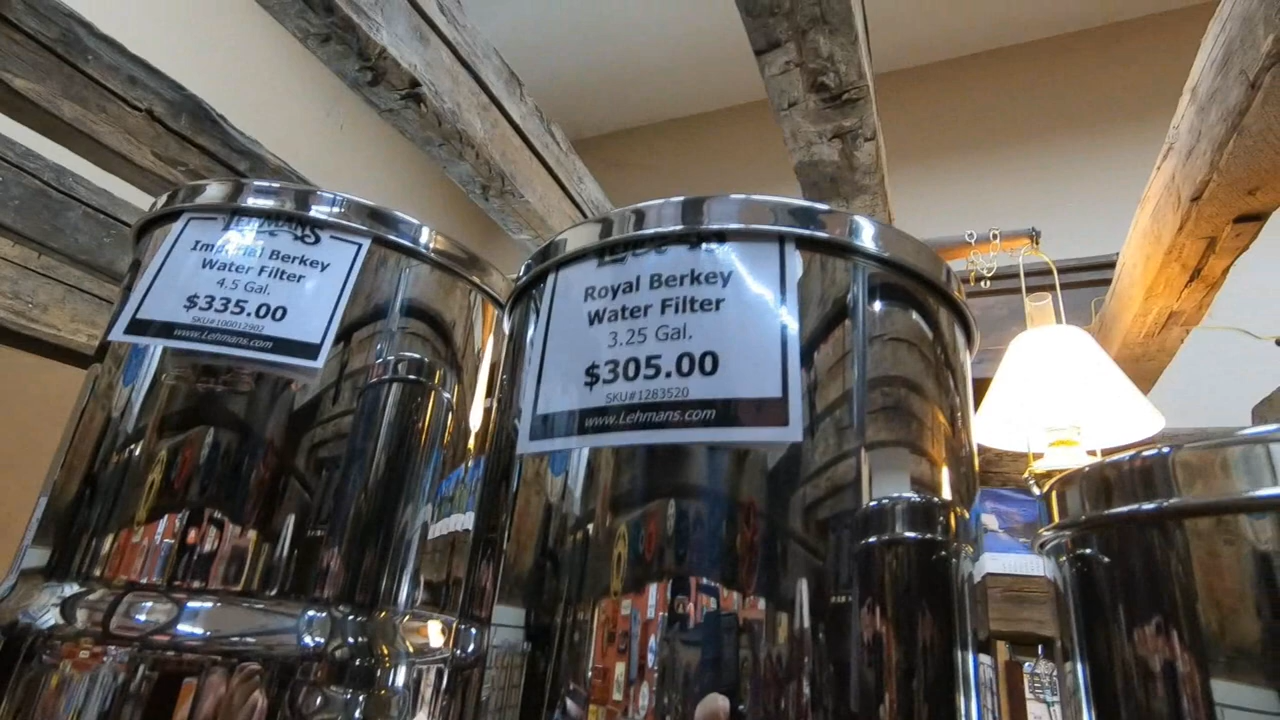 LEHMAN'S
Imperial Berkey
Water Filter
4.5 Gal.
$335.00
SKU#100012902
www.Lehmans.com
Royal Berkey
Water Filter
3.25 Gal.
$305.00
SKU#1283520
www.Lehmans.com